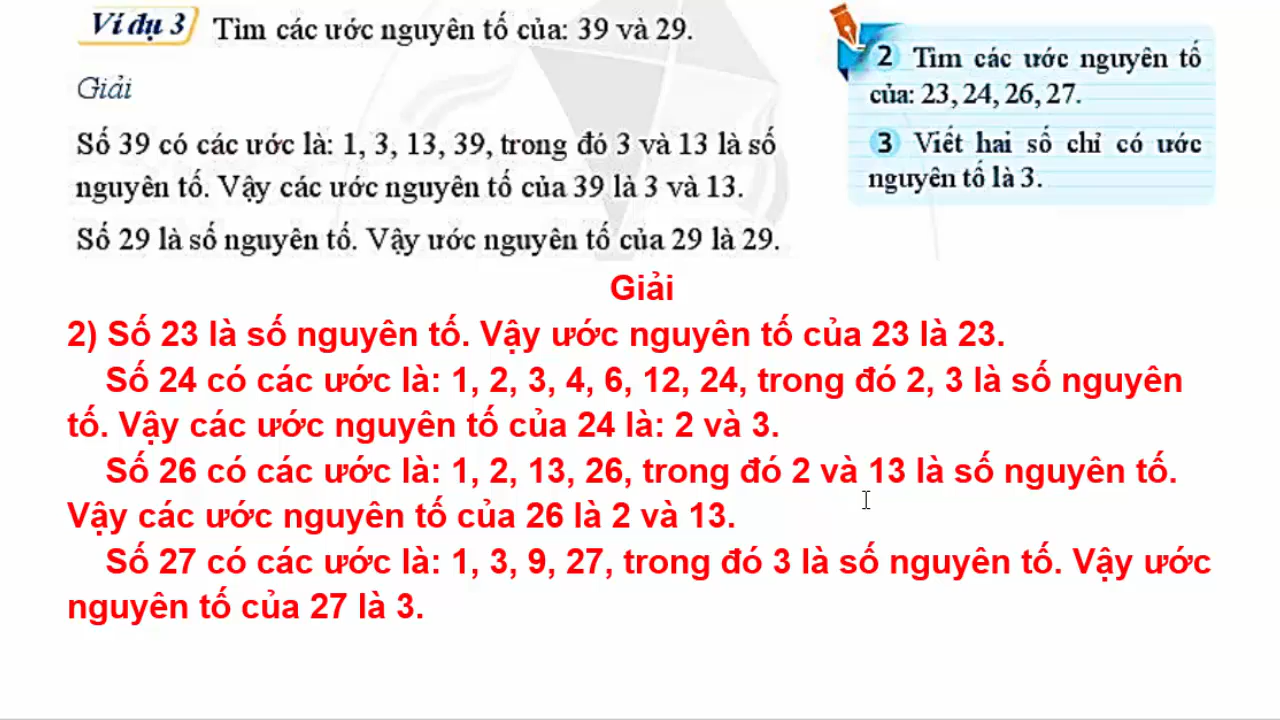 Ví dụ 3 Tìm các ước nguyên tố của: 39 và 29.
Giải
Số 39 có các ước là: 1, 3, 13, 39, trong đó 3 và 13 là số
nguyên tố. Vậy các ước nguyên tố của 39 là 3 và 13.
Số 29 là số nguyên tố. Vậy ước nguyên tố của 29 là 29.
2 Tìm các ước nguyên tố
của: 23, 24, 26, 27.
3 Viết hai số chỉ có ước
nguyên tố là 3.
Giải
2) Số 23 là số nguyên tố. Vậy ước nguyên tố của 23 là 23.
Số 24 có các ước là: 1, 2, 3, 4, 6, 12, 24, trong đó 2, 3 là số nguyên
tố. Vậy các ước nguyên tố của 24 là: 2 và 3.
Số 26 có các ước là: 1, 2, 13, 26, trong đó 2 và 13 là số nguyên tố.
Vậy các ước nguyên tố của 26 là 2 và 13.
Số 27 có các ước là: 1, 3, 9, 27, trong đó 3 là số nguyên tố. Vậy ước
nguyên tố của 27 là 3.